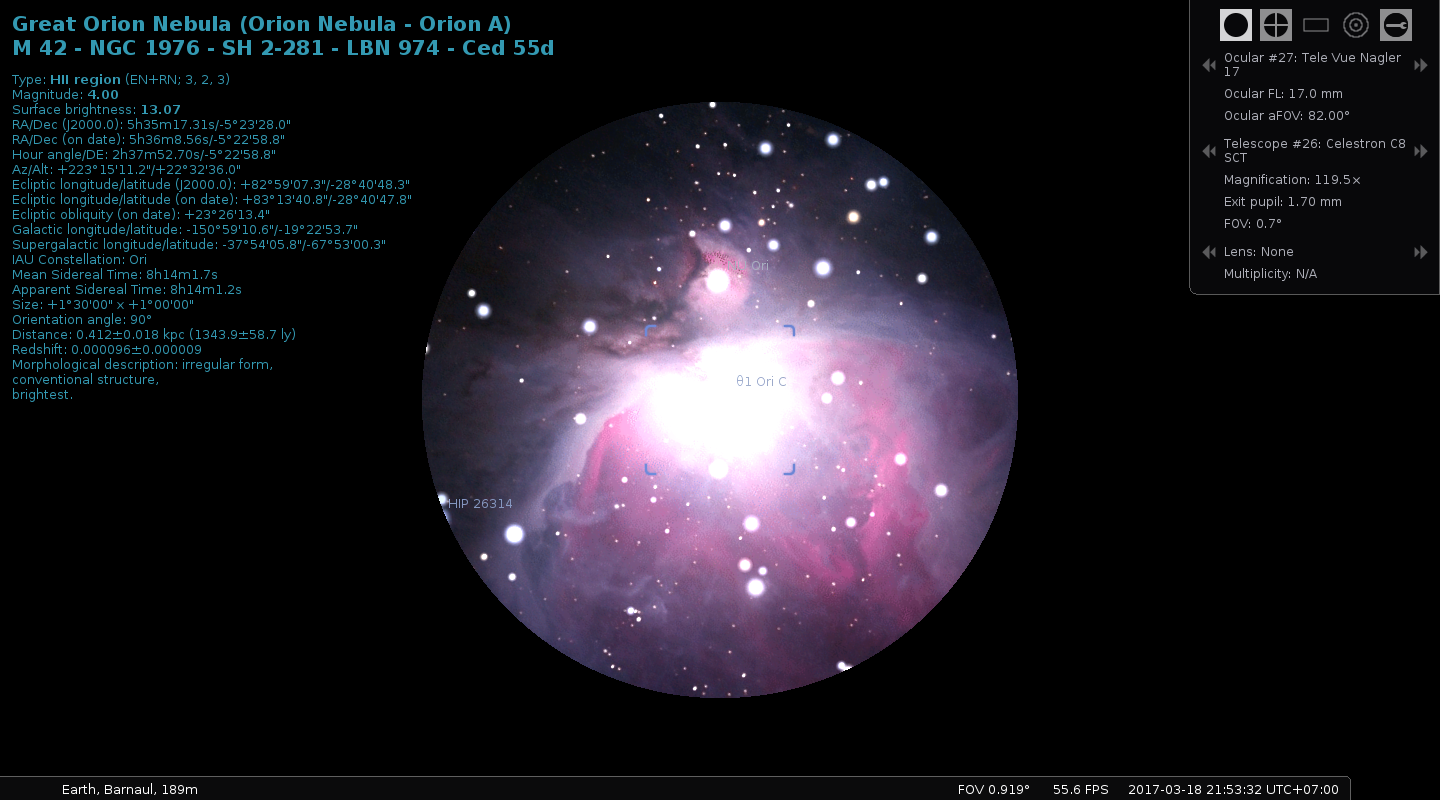 Great Orion Nebula (Orion Nebula - Orion A)
M 42 - NGC 1976 - SH 2-281 - LBN 974 - Ced 55d
Type: HII region (EN+RN; 3, 2, 3)
Magnitude: 4.00
Surface brightness: 13.07
RA/Dec (J2000.0): 5h35m17.31s/-5°23'28.0"
RA/Dec (on date): 5h36m8.56s/-5°22'58.8"
Hour angle/DE: 2h37m52.70s/-5°22'58.8"
Az/Alt: +223°15'11.2"/+22°32'36.0"
Ecliptic longitude/latitude (J2000.0): +82°59'07.3"/-28°40'48.3"
Ecliptic longitude/latitude (on date): +83°13'40.8"/-28°40'47.8"
Ecliptic obliquity (on date): +23°26'13.4"
Galactic longitude/latitude: -150°59'10.6"/-19°22'53.7"
Supergalactic longitude/latitude: -37°54'05.8"/-67°53'00.3"
IAU Constellation: Ori
Mean Sidereal Time: 8h14m1.7s
Apparent Sidereal Time: 8h14m1.2s
Size: +1°30'00" x +1°00'00"
Orientation angle: 90°
Distance: 0.412±0.018 kpc (1343.9±58.7 ly)
Redshift: 0.000096±0.000009
Morphological description: irregular form,
conventional structure,
brightest.
Ori
θ1 Ori C
HIP 26314
Ocular #27: Tele Vue Nagler
17
Ocular FL: 17.0 mm
Ocular aFOV: 82.00°
Telescope #26: Celestron C8
SCT
Magnification: 119.5×
Exit pupil: 1.70 mm
FOV: 0.7°
Lens: None
Multiplicity: N/A
Earth, Barnaul, 189m
FOV 0.919°
55.6 FPS
2017-03-18 21:53:32 UTC+07:00